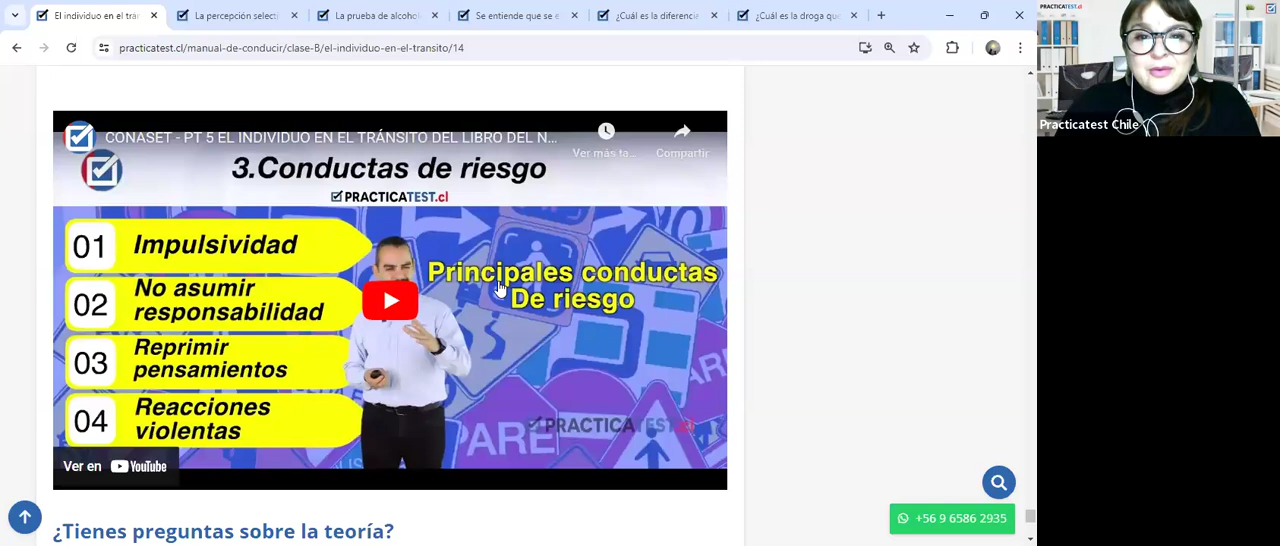 El individuo en el trans
La percepción selecti
La prueba de alcohol
Se entiende que se e
¿Cuál es la diferencia
¿Cuál es la droga qu
practicatest.cl/manual-de-conducir/clase-B/el-individuo-en-el-transito/14
PRACTICATEST.cl
Practicatest Chile
CONASET - PT 5 EL INDIVIDUO EN EL TRÁNSITO DEL LIBRO DEL N...
Ver más ta...
Compartir
3.Conductas de riesgo
PRACTICATEST.cl
01 Impulsividad
Principales conductas
De riesgo
02 No asumir
responsabilidad
03 Reprimir
pensamientos
04 Reacciones
violentas
PRACTICATEST.cl
PARE
Ver en YouTube
+56 9 6586 2935
¿Tienes preguntas sobre la teoría?